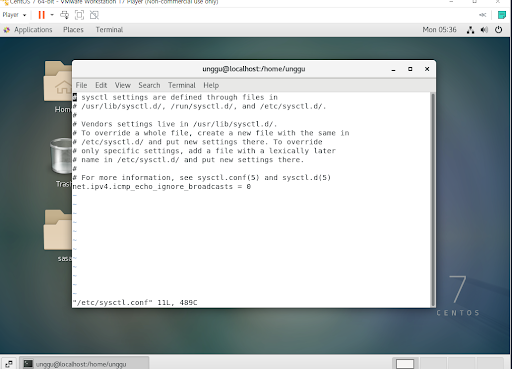 CentOS 7 64-bit - VMware Workstation 17 Player (Non-commercial use only)
Player
Applications Places Terminal Mon 05:36
unggu@localhost:/home/unggu
File Edit View Search Terminal Help
# sysctl settings are defined through files in
# /usr/lib/sysctl.d/, /run/sysctl.d/, and /etc/sysctl.d/.
#
# Vendors settings live in /usr/lib/sysctl.d/.
# To override a whole file, create a new file with the same in
# /etc/sysctl.d/ and put new settings there. To override
# only specific settings, add a file with a lexically later
# name in /etc/sysctl.d/ and put new settings there.
#
# For more information, see sysctl.conf(5) and sysctl.d(5)
net.ipv4.icmp_echo_ignore_broadcasts = 0
~
~
~
~
~
~
~
~
~
~
~
~
"/etc/sysctl.conf" 11L, 489C
Hom
Tras
sasa
7
CENTOS
unggu@localhost:/home/unggu